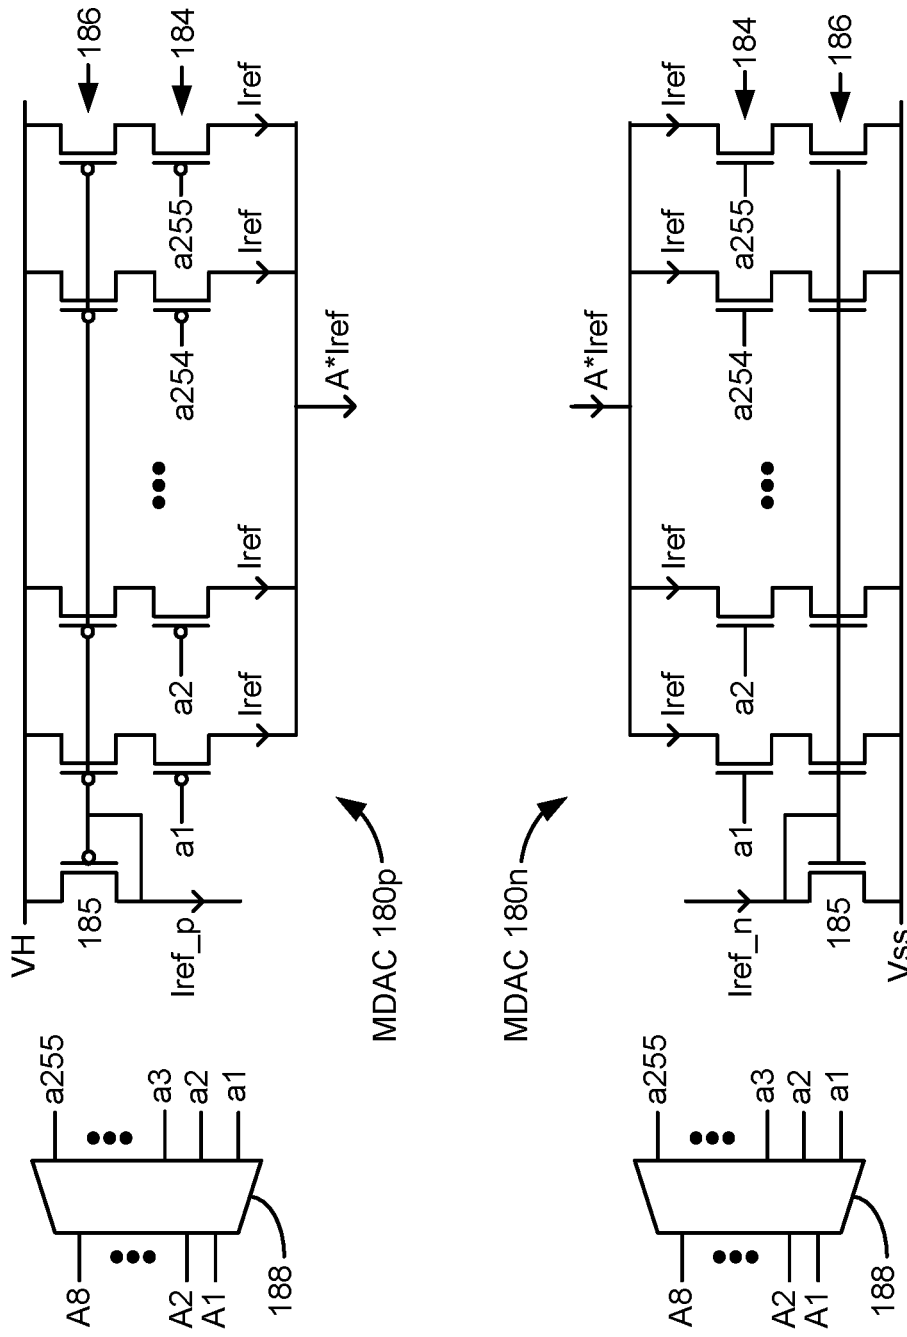 186
184
VH
185
Iref_p
a1
a2
a254
a255
Iref
Iref
Iref
Iref
A*Iref
MDAC 180p
A8
A2
A1
a255
a3
a2
a1
188
184
186
A*Iref
Iref
Iref
Iref
Iref
a1
a2
a254
a255
Iref_n
185
Vss
MDAC 180n
A8
A2
A1
a255
a3
a2
a1
188